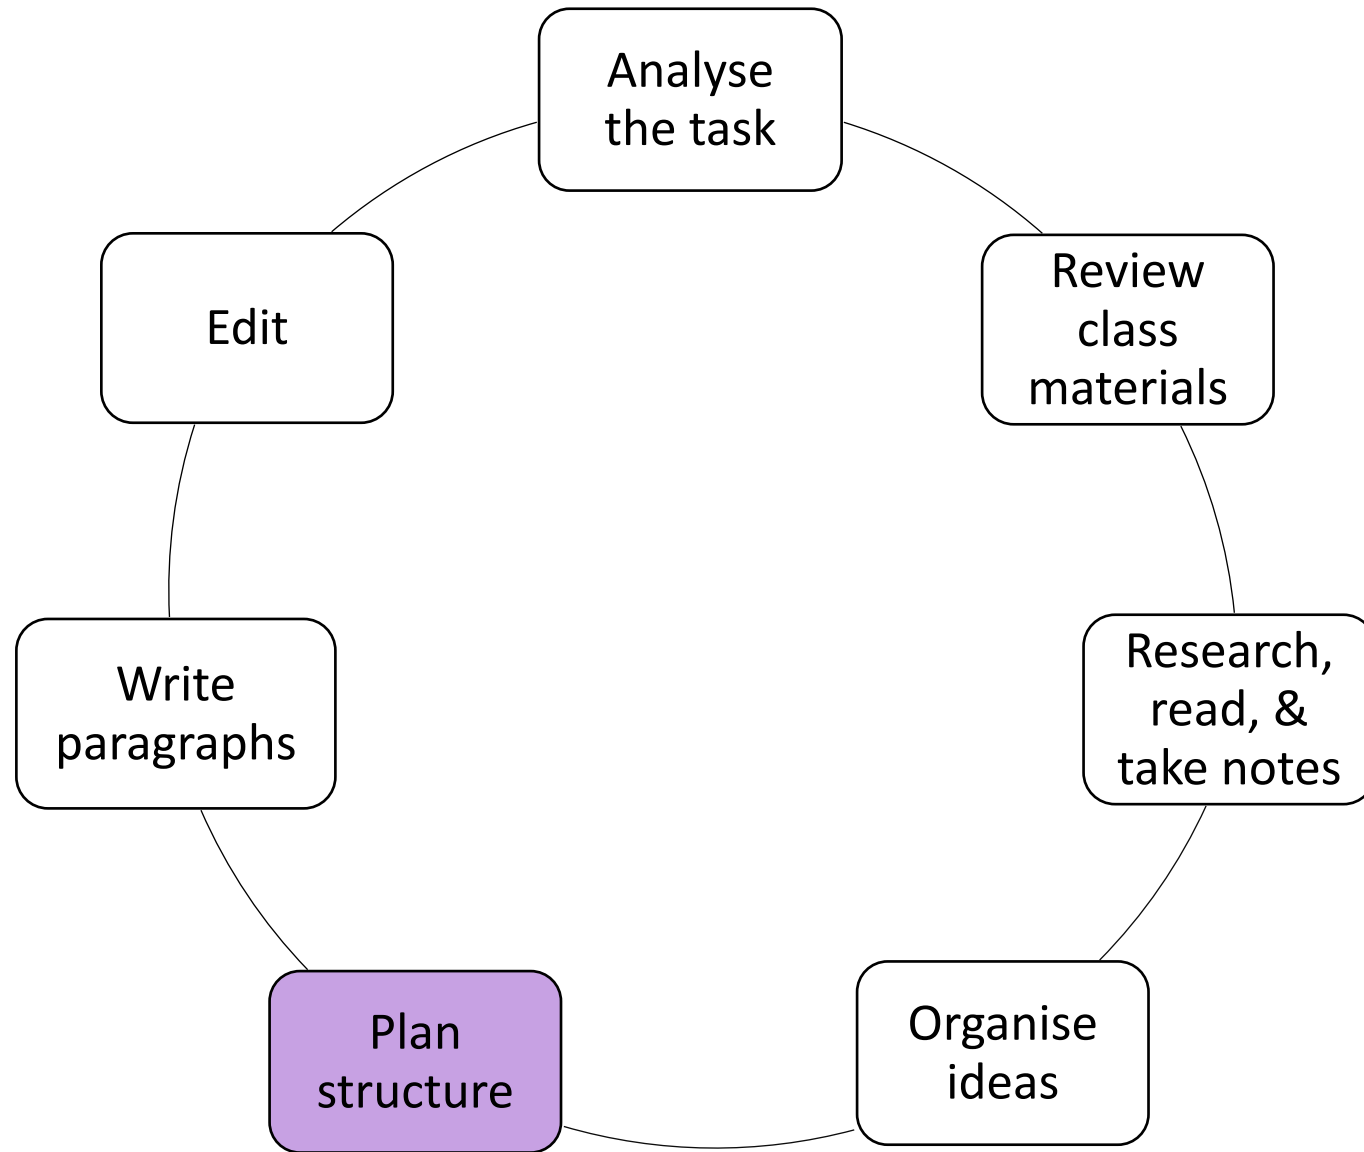 Analyse
the task
Review
class
materials
Research,
read, &
take notes
Organise
ideas
Plan
structure
Write
paragraphs
Edit